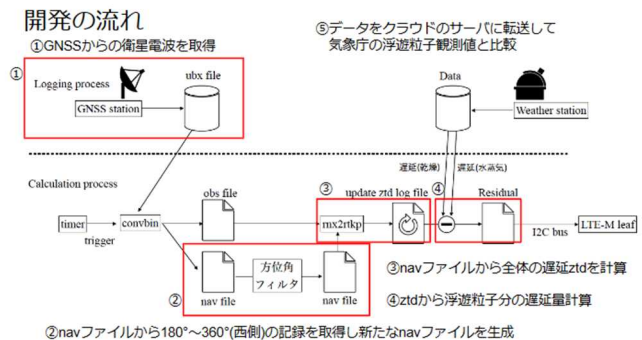 開発の流れ
①GNSSからの衛星電波を取得
⑤データをクラウドのサーバに転送して
気象庁の浮遊粒子観測値と比較
①
Logging process
ubx file
GNSS station
Data
Weather station
遅延(乾燥)
遅延(水蒸気)
Calculation process
obs file
③
update ztd log file
④
Residual
timer
trigger
convbin
rnx2rtkp
I2C bus
LTE-M leaf
②
nav file
方位角
フィルタ
nav file
③navファイルから全体の遅延ztdを計算
④ztdから浮遊粒子分の遅延量計算
②navファイルから180°～360°(西側)の記録を取得し新たなnavファイルを生成